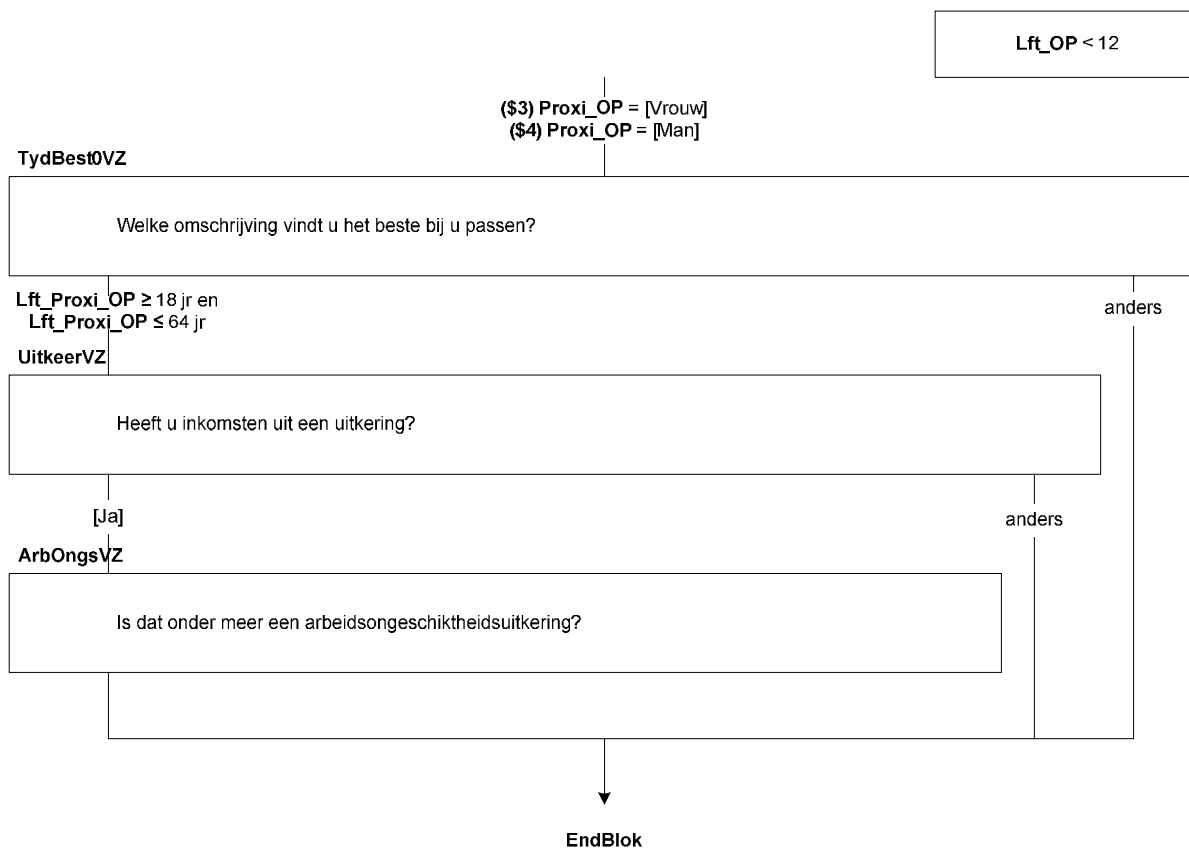 Lft_OP < 12
($3) Proxi_OP = [Vrouw]
($4) Proxi_OP = [Man]
TydBest0VZ
Welke omschrijving vindt u het beste bij u passen?
Lft_Proxi_OP ≥ 18 jr en
Lft_Proxi_OP ≤ 64 jr
anders
UitkeerVZ
Heeft u inkomsten uit een uitkering?
[Ja]
anders
ArbOngsVZ
Is dat onder meer een arbeidsongeschiktheidsuitkering?
EndBlok